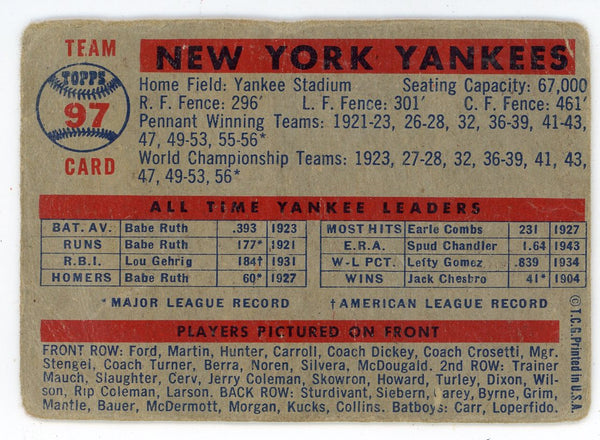 TEAM
TOPPS
97
CARD
NEW YORK YANKEES
Home Field: Yankee Stadium Seating Capacity: 67,000
R. F. Fence: 296′ L. F. Fence: 301′ C. F. Fence: 461′
Pennant Winning Teams: 1921-23, 26-28, 32, 36-39, 41-43,
47, 49-53, 55-56*
World Championship Teams: 1923, 27-28, 32, 36-39, 41, 43,
47, 49-53, 56*
ALL TIME YANKEE LEADERS
BAT. AV. Babe Ruth .393 1923 MOST HITS Earle Combs 231 1927
RUNS Babe Ruth 177* 1921 E.R.A. Spud Chandler 1.64 1943
R.B.I. Lou Gehrig 184† 1931 W-L PCT. Lefty Gomez .839 1934
HOMERS Babe Ruth 60* 1927 WINS Jack Chesbro 41* 1904
*MAJOR LEAGUE RECORD †AMERICAN LEAGUE RECORD
PLAYERS PICTURED ON FRONT
FRONT ROW: Ford, Martin, Hunter, Carroll, Coach Dickey, Coach Crosetti, Mgr.
Stengel, Coach Turner, Berra, Noren, Silvera, McDougald. 2nd ROW: Trainer
Mauch, Slaughter, Cerv, Jerry Coleman, Skowron, Howard, Turley, Dixon, Wil-
son, Rip Coleman, Larson. BACK ROW: Sturdivant, Siebern, Carey, Byrne, Grim,
Mantle, Bauer, McDermott, Morgan, Kucks, Collins. Batboys: Carr, Loperfido.
© T.C.G. Printed in U.S.A.